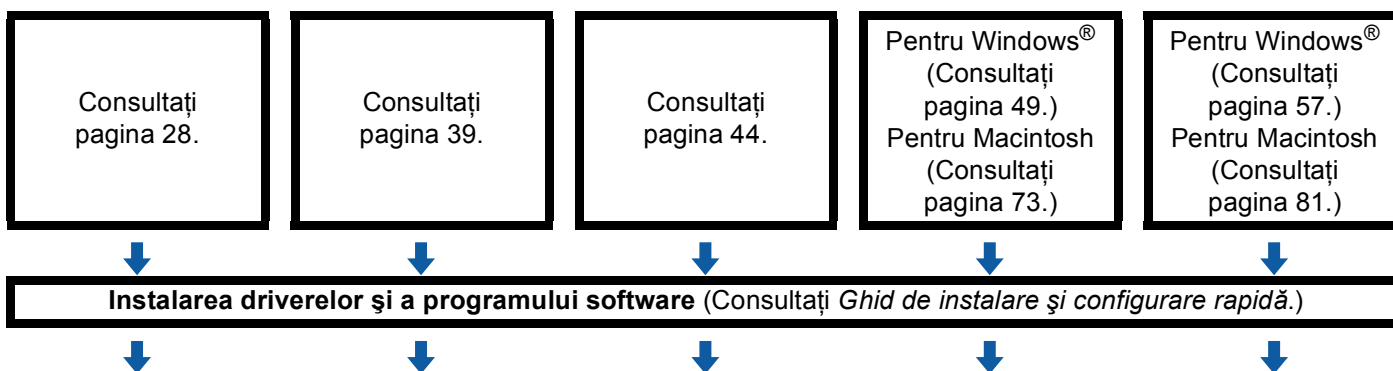 Consultați
pagina 28.
Consultați
pagina 39.
Consultați
pagina 44.
Pentru Windows®
(Consultați
pagina 49.)
Pentru Macintosh
(Consultați
pagina 73.)
Pentru Windows®
(Consultați
pagina 57.)
Pentru Macintosh
(Consultați
pagina 81.)
Instalarea driverelor şi a programului software (Consultați Ghid de instalare şi configurare rapidă.)